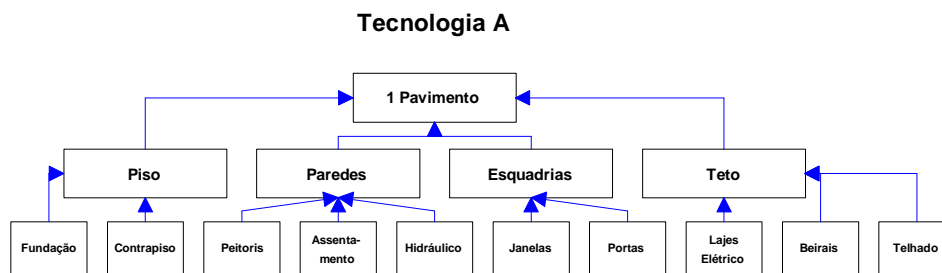 Tecnologia A
1 Pavimento
Piso
Paredes
Esquadrias
Teto
Fundação
Contrapiso
Peitoris
Assenta-
mento
Hidráulico
Janelas
Portas
Lajes
Elétrico
Beirais
Telhado